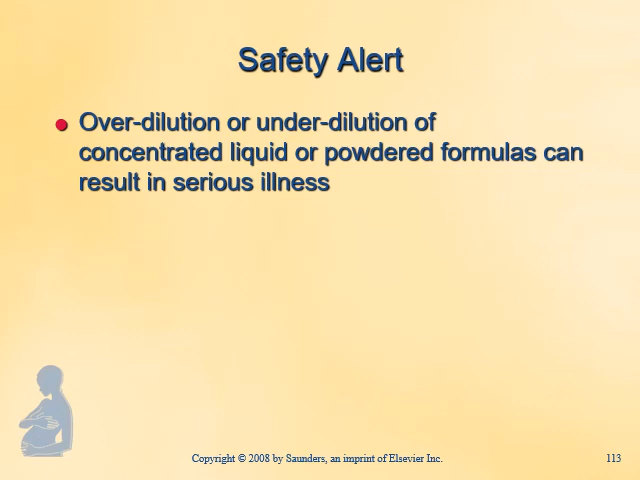 Safety Alert
Over-dilution or under-dilution of
concentrated liquid or powdered formulas can
result in serious illness
Copyright © 2008 by Saunders, an imprint of Elsevier Inc.
113